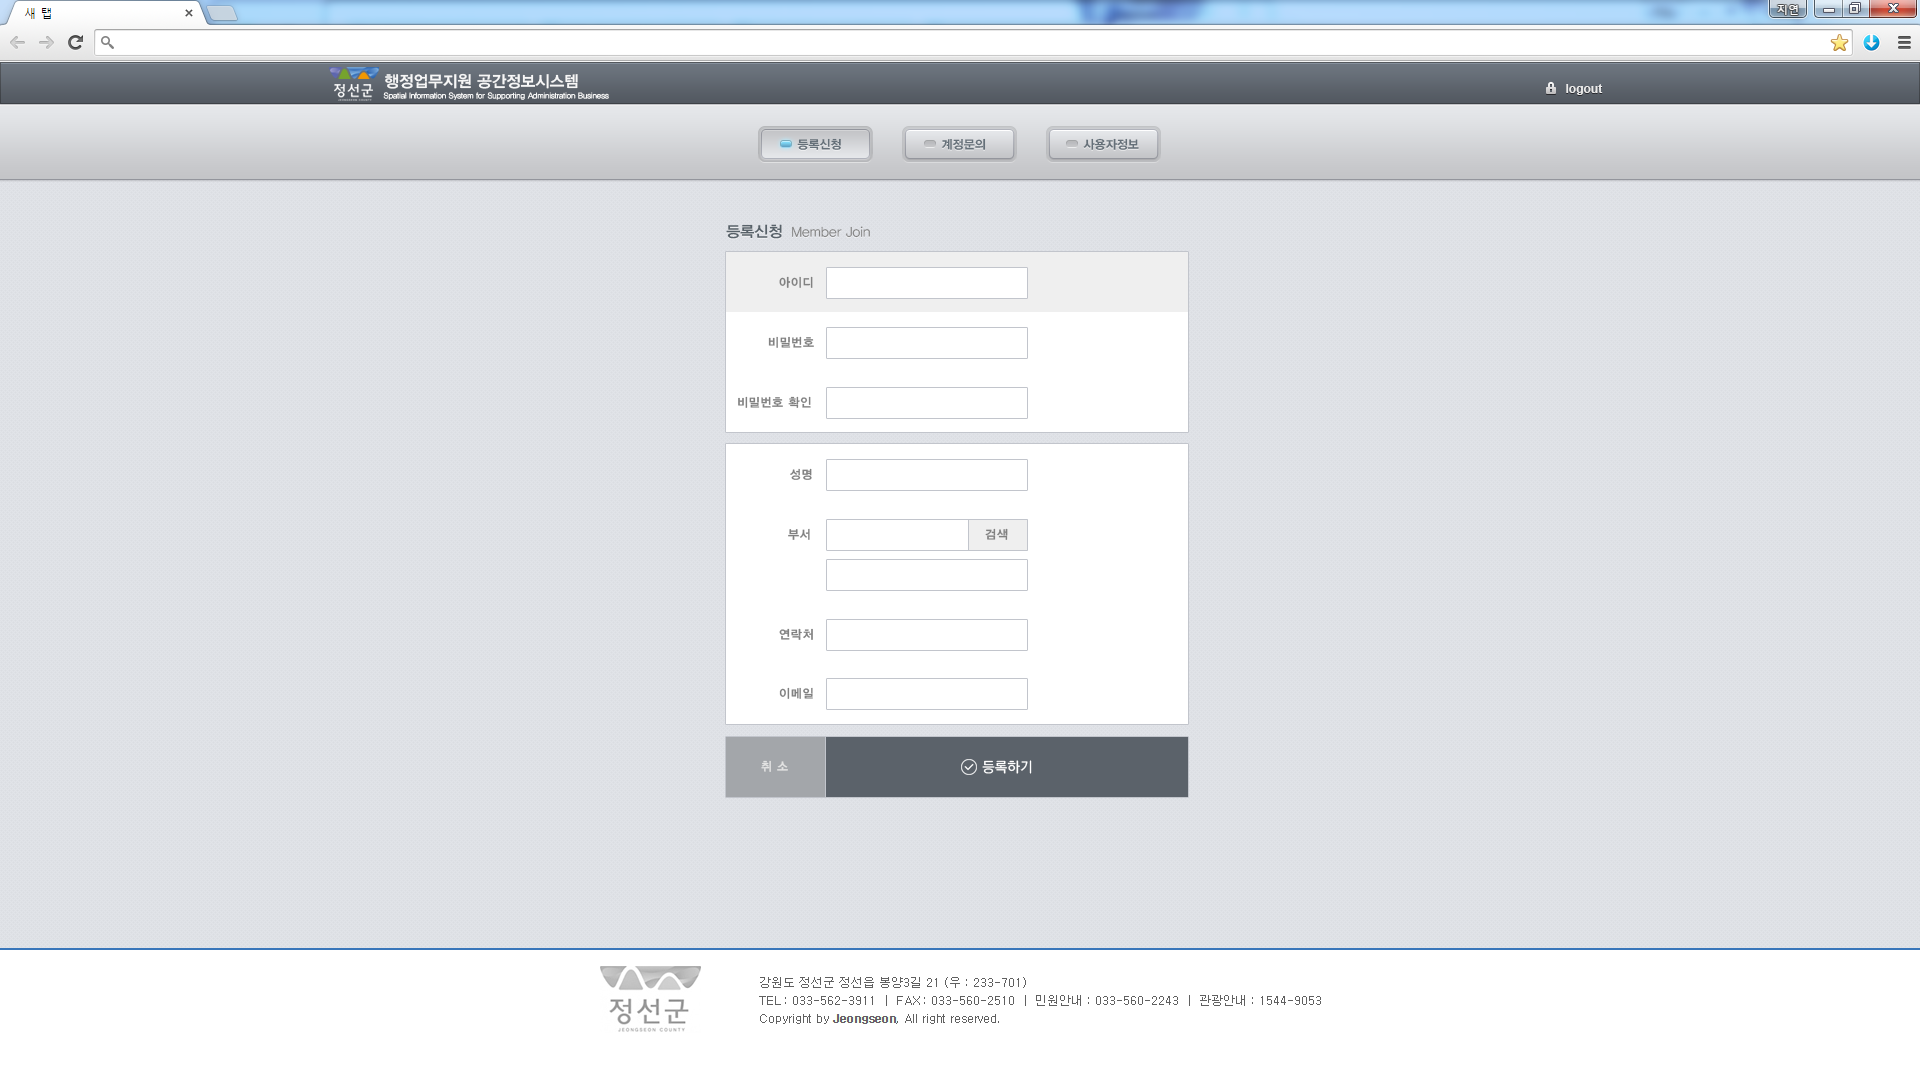 새 탭
지연
정선군 행정업무지원 공간정보시스템
JEONGSEON COUNTY Spatial Information System for Supporting Administration Business
logout
등록신청 계정문의 사용자정보
등록신청 Member Join
아이디
비밀번호
비밀번호 확인
성명
부서 검색
연락처
이메일
취 소 등록하기
정선군
JEONGSEON COUNTY
강원도 정선군 정선읍 봉양3길 21 (우 : 233-701)
TEL : 033-562-3911 | FAX : 033-560-2510 | 민원안내 : 033-560-2243 | 관광안내 : 1544-9053
Copyright by Jeongseon, All right reserved.